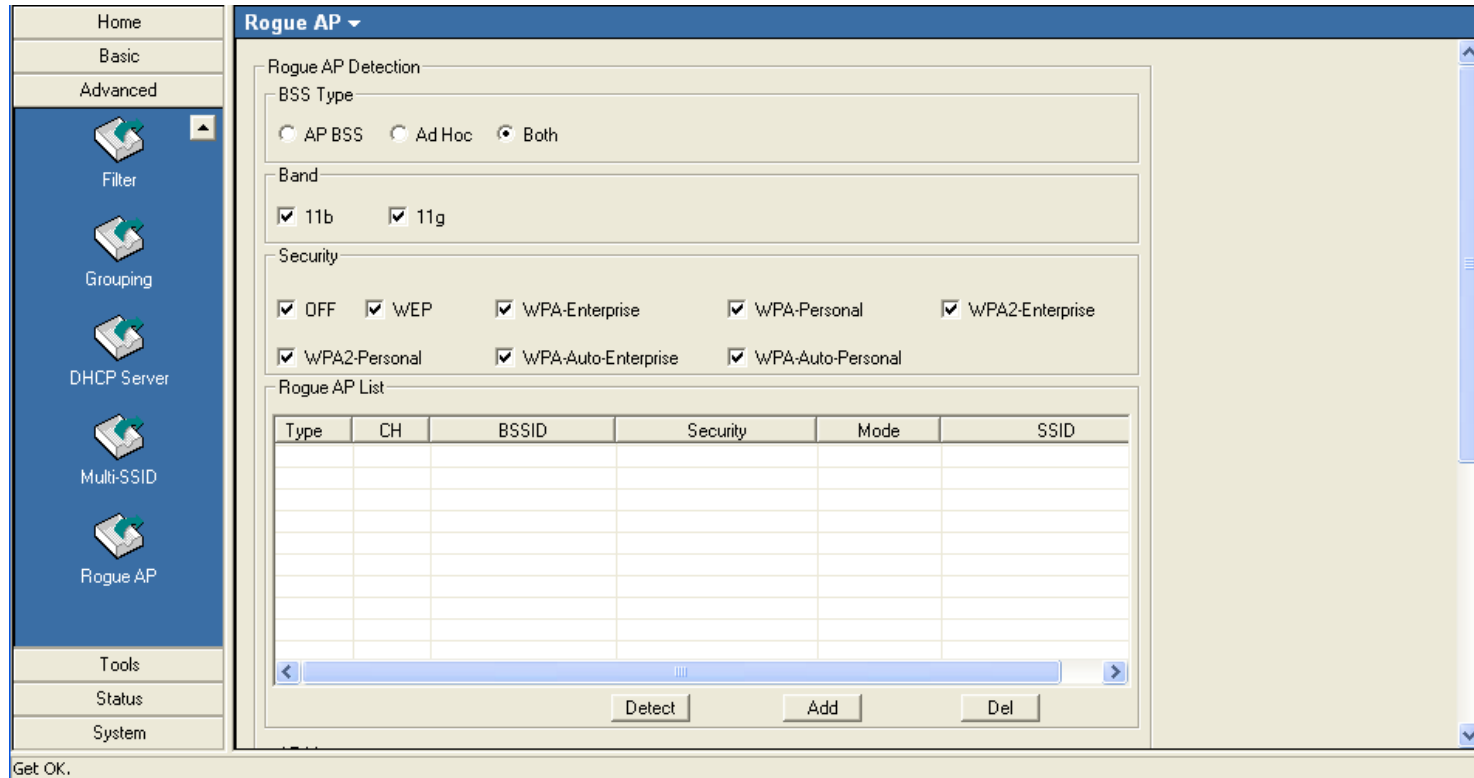 Home
Basic
Advanced
Filter
Grouping
DHCP Server
Multi-SSID
Rogue AP
Tools
Status
System
Rogue AP
Rogue AP Detection
BSS Type
AP BSS Ad Hoc Both
Band
11b 11g
Security
OFF WEP WPA-Enterprise WPA-Personal WPA2-Enterprise
WPA2-Personal WPA-Auto-Enterprise WPA-Auto-Personal
Rogue AP List
Type CH BSSID Security Mode SSID
Detect Add Del
Get OK.